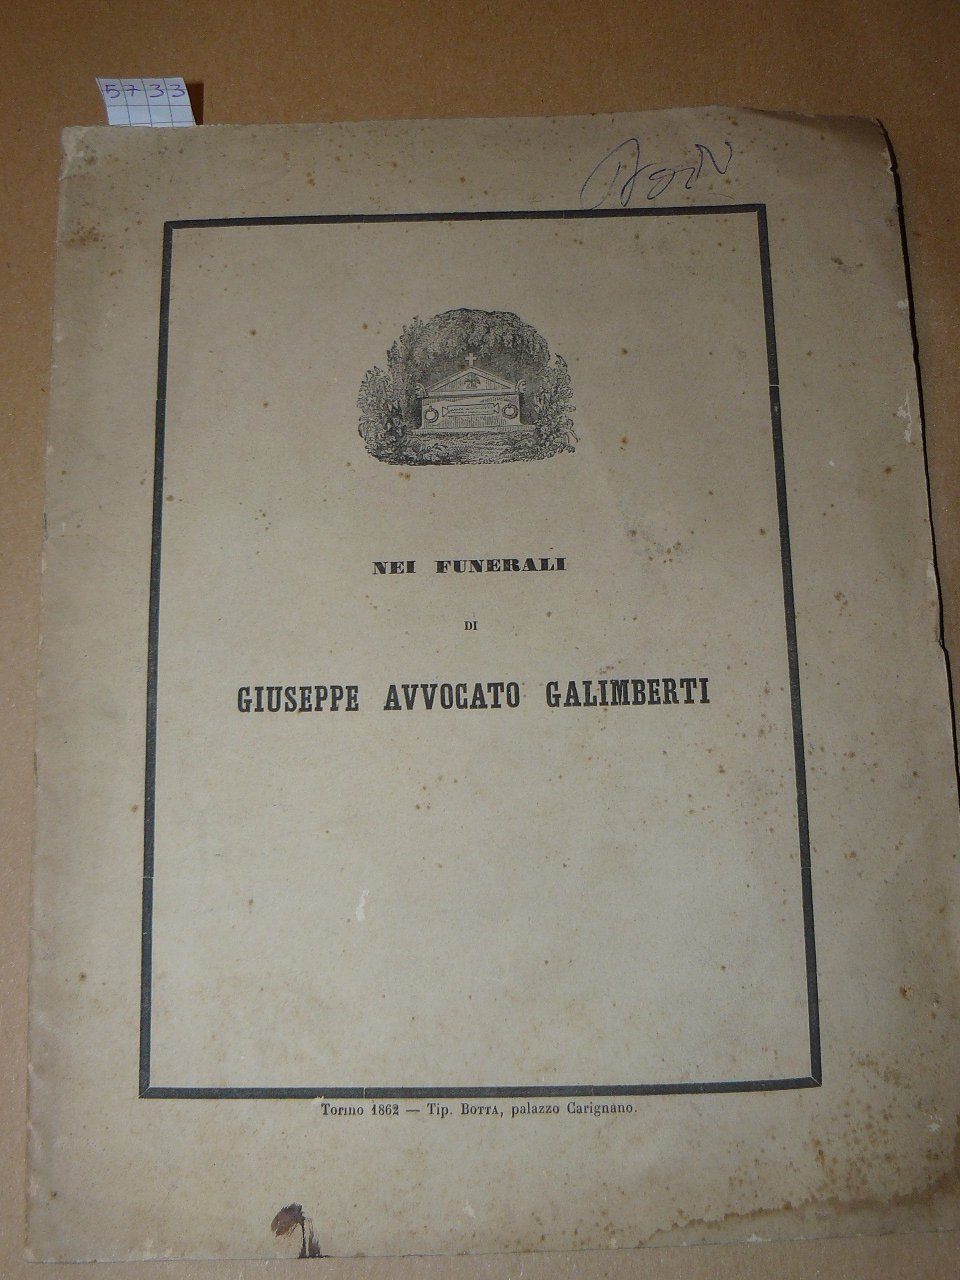 5733
NEI FUNERALI
DI
GIUSEPPE AVVOCATO GALIMBERTI
Torino 1862 — Tip. BOTTA, palazzo Carignano.